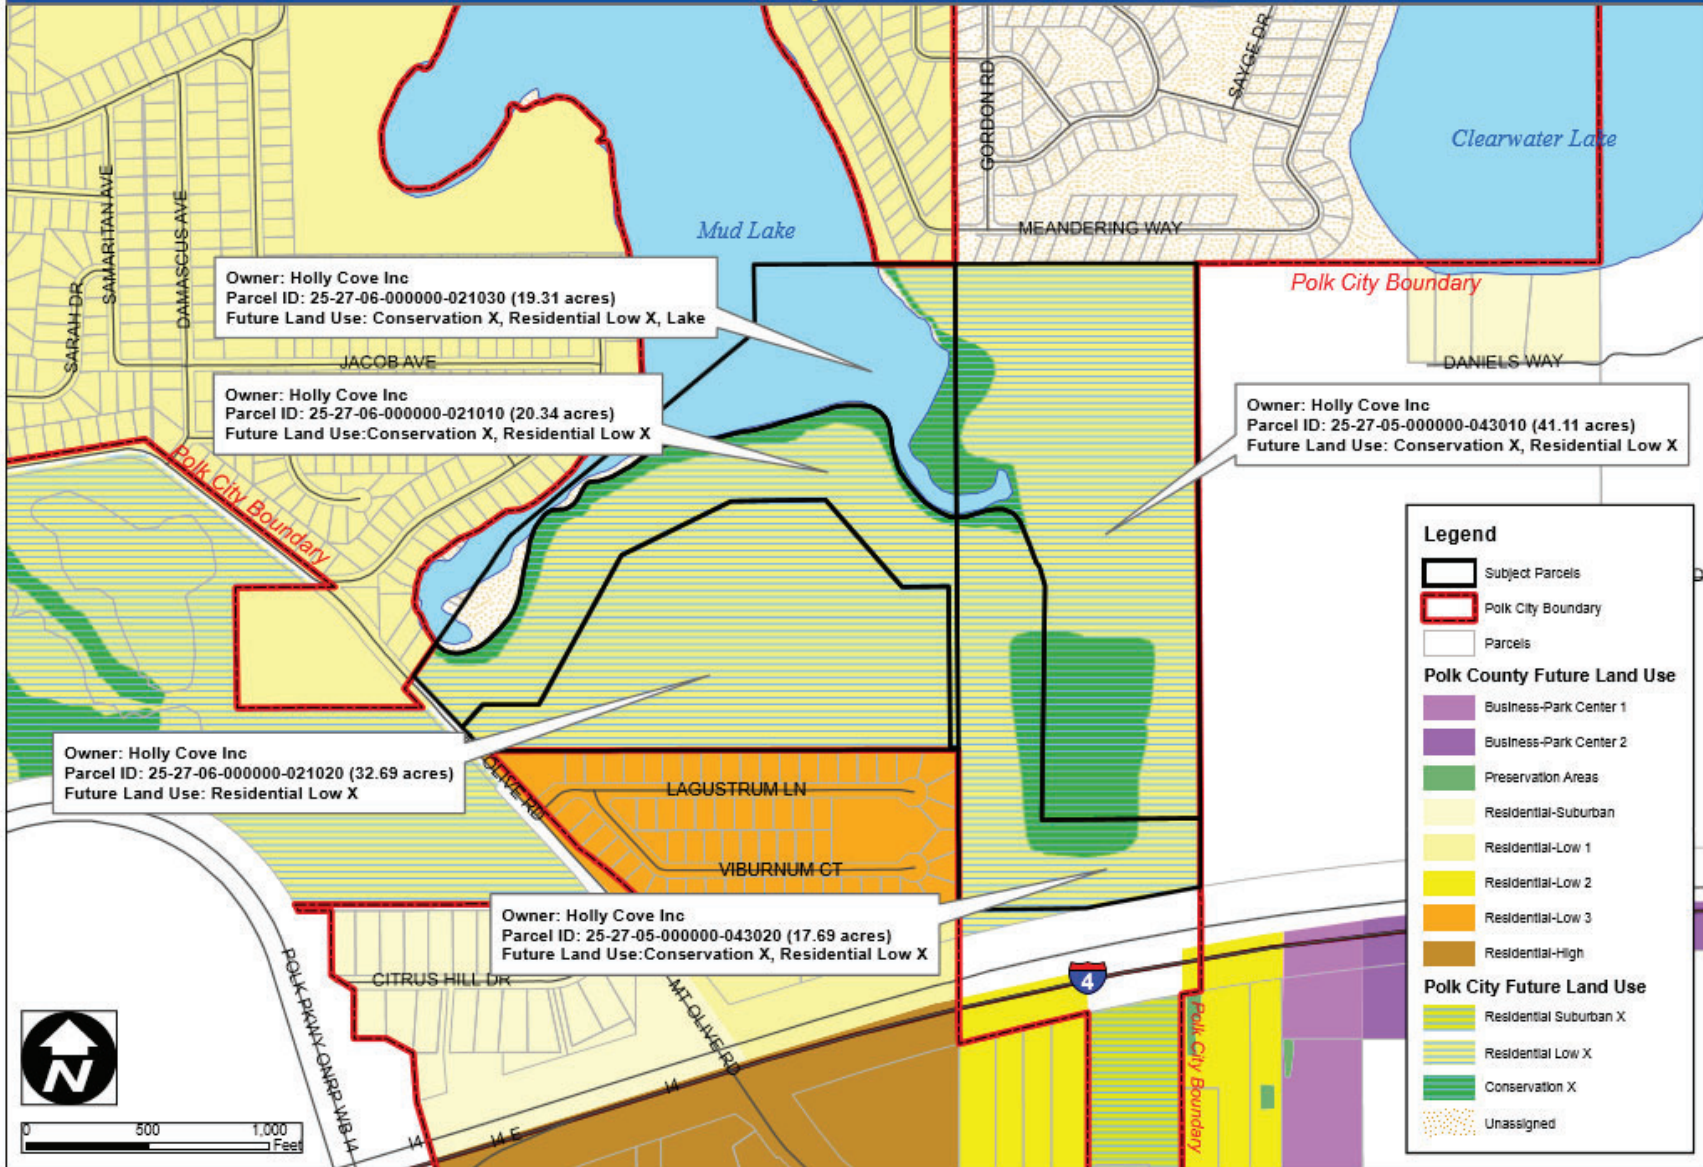 SAYGE DR
GORDON RD
Clearwater Lake
SAMARITAN AVE
DAMASCUS AVE
Mud Lake
MEANDERING WAY
Owner: Holly Cove Inc
Parcel ID: 25-27-06-000000-021030 (19.31 acres)
Future Land Use: Conservation X, Residential Low X, Lake
Polk City Boundary
SARAH DR
JACOB AVE
DANIELS WAY
Owner: Holly Cove Inc
Parcel ID: 25-27-06-000000-021010 (20.34 acres)
Future Land Use:Conservation X, Residential Low X
Owner: Holly Cove Inc
Parcel ID: 25-27-05-000000-043010 (41.11 acres)
Future Land Use: Conservation X, Residential Low X
Polk City Boundary
Owner: Holly Cove Inc
Parcel ID: 25-27-06-000000-021020 (32.69 acres)
Future Land Use: Residential Low X
OLIVE RD
LAGUSTRUM LN
VIBURNUM CT
Owner: Holly Cove Inc
Parcel ID: 25-27-05-000000-043020 (17.69 acres)
Future Land Use:Conservation X, Residential Low X
POLK PKWY ONRP WB I4
CITRUS HILL DR
MT OLIVE RD
4
Polk City Boundary
I4
I4
I4 E
N
0 500 1,000
Feet
Legend
Subject Parcels
Polk City Boundary
Parcels
Polk County Future Land Use
Business-Park Center 1
Business-Park Center 2
Preservation Areas
Residential-Suburban
Residential-Low 1
Residential-Low 2
Residential-Low 3
Residential-High
Polk City Future Land Use
Residential Suburban X
Residential Low X
Conservation X
Unassigned